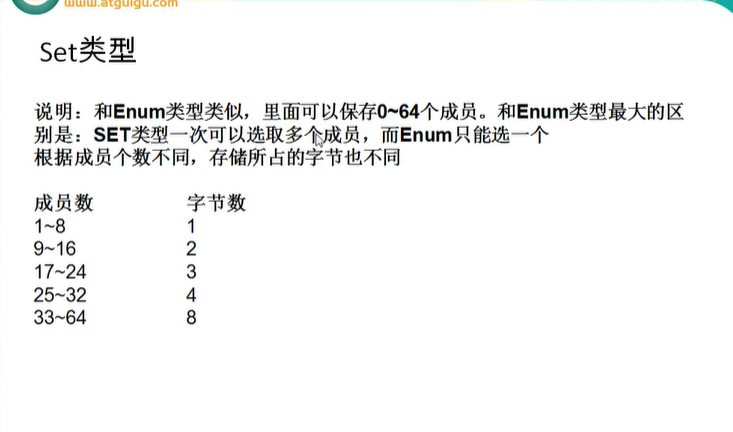 www.atguigu.com
Set类型
说明：和Enum类型类似，里面可以保存0~64个成员。和Enum类型最大的区
别是：SET类型一次可以选取多个成员，而Enum只能选一个
根据成员个数不同，存储所占的字节也不同
成员数 字节数
1~8 1
9~16 2
17~24 3
25~32 4
33~64 8